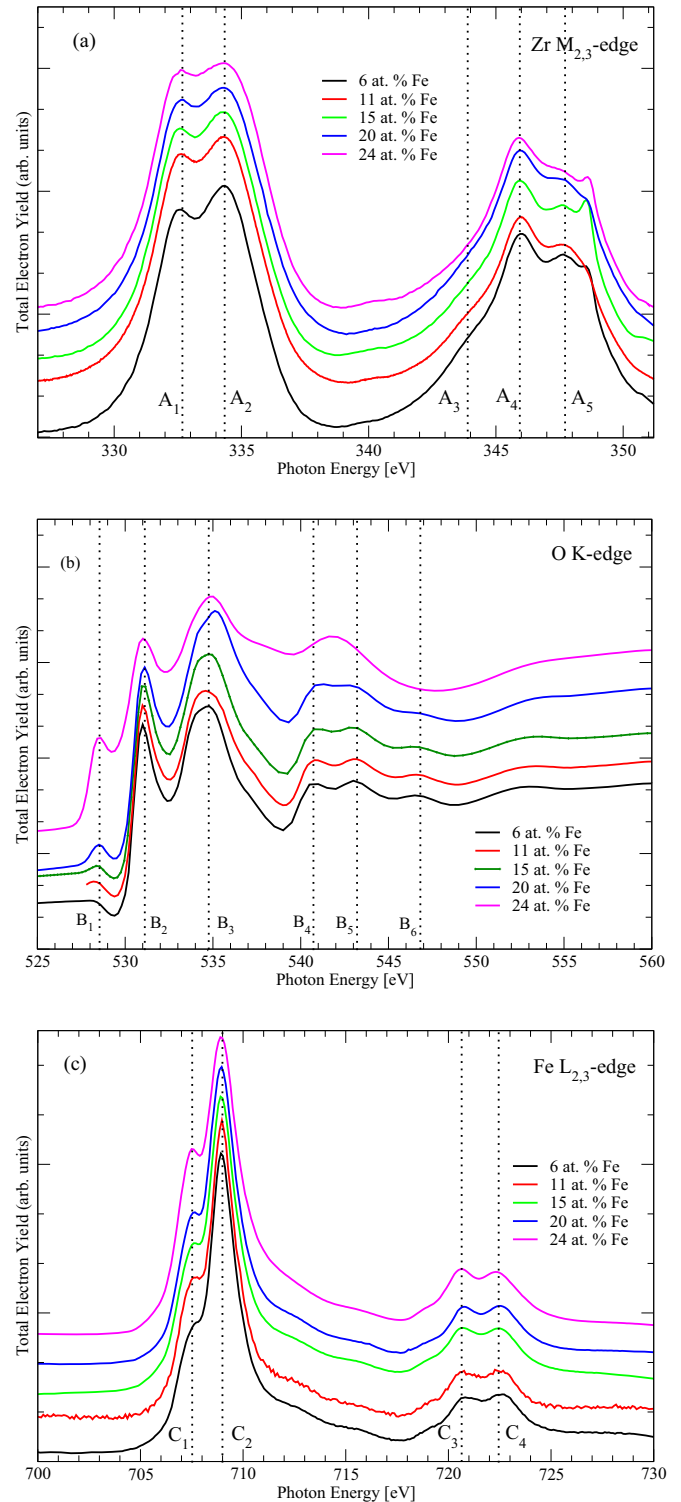 (a)
Zr M2,3-edge
6 at. % Fe
11 at. % Fe
15 at. % Fe
20 at. % Fe
24 at. % Fe
Total Electron Yield (arb. units)
A1
A2
A3
A4
A5
330
335
340
345
350
Photon Energy [eV]
(b)
O K-edge
Total Electron Yield (arb. units)
6 at. % Fe
11 at. % Fe
15 at. % Fe
20 at. % Fe
24 at. % Fe
B1
B2
B3
B4
B5
B6
525
530
535
540
545
550
555
560
Photon Energy [eV]
(c)
Fe L2,3-edge
Total Electron Yield (arb. units)
6 at. % Fe
11 at. % Fe
15 at. % Fe
20 at. % Fe
24 at. % Fe
C1
C2
C3
C4
700
705
710
715
720
725
730
Photon Energy [eV]